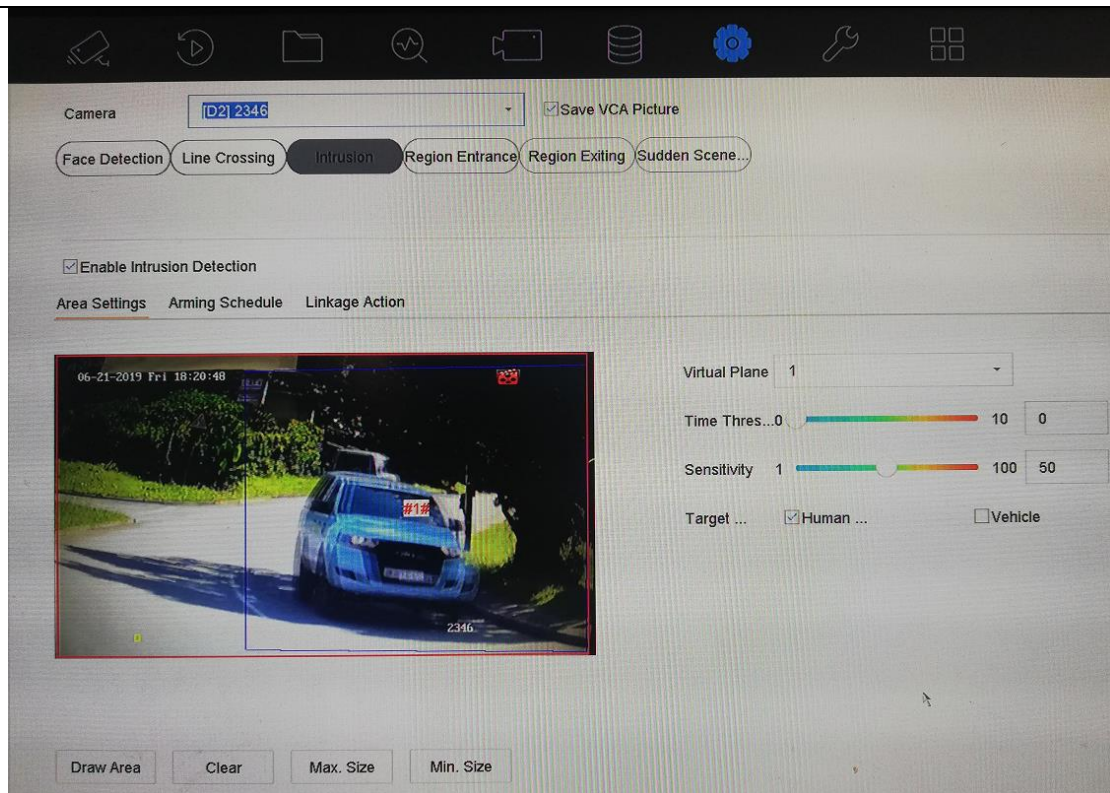 Camera [D2] 2346 Save VCA Picture
Face Detection Line Crossing Intrusion Region Entrance Region Exiting Sudden Scene...
Enable Intrusion Detection
Area Settings Arming Schedule Linkage Action
06-21-2019 Fri 18:20:48
#1#
2346
Virtual Plane 1
Time Thres...0 10 0
Sensitivity 1 100 50
Target ... Human ... Vehicle
Draw Area Clear Max. Size Min. Size